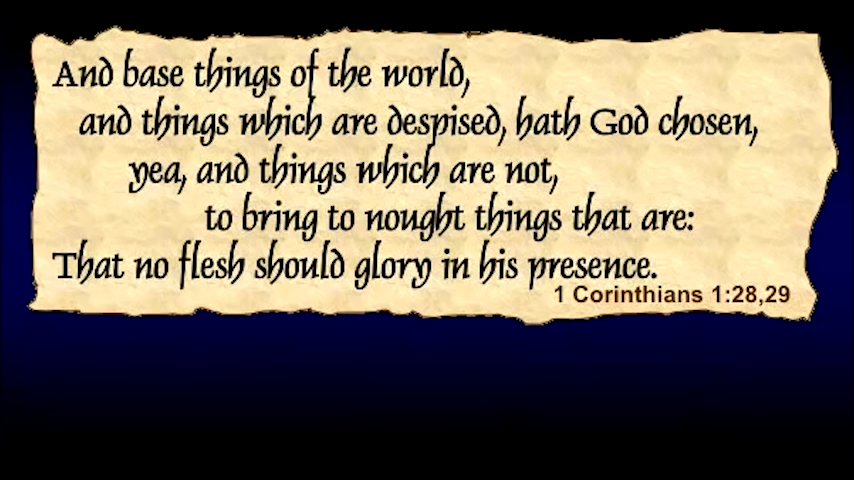 And base things of the world,
and things which are despised, hath God chosen,
yea, and things which are not,
to bring to nought things that are:
That no flesh should glory in his presence.
1 Corinthians 1:28,29